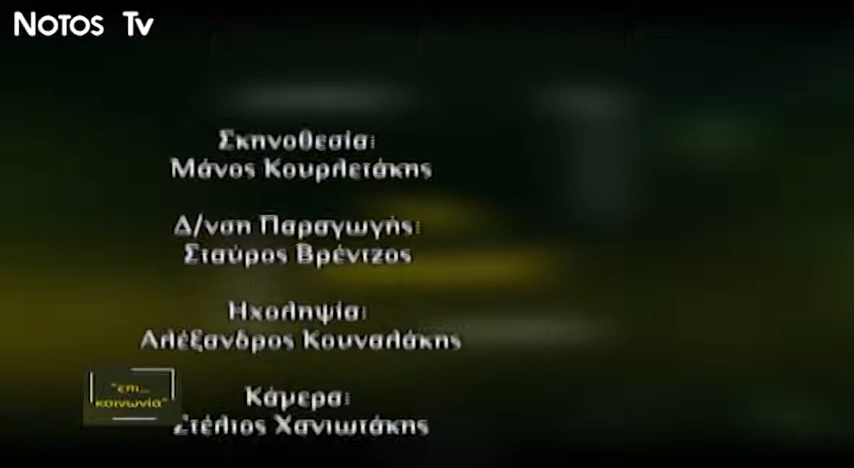 NOTOS TV
Σκηνοθεσία:
Μάνος Κουρλετάκης
Δ/νση Παραγωγής:
Σταύρος Βρέντζος
Ηχοληψία:
Αλέξανδρος Κουναλάκης
Κάμερα:
Στέλιος Χανιωτάκης
"επι...
κοινωνία"